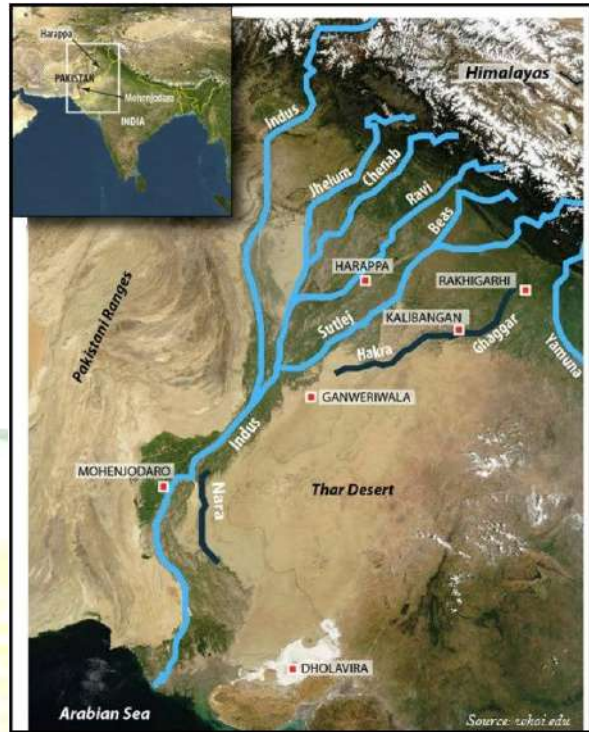 Harappa
PAKISTAN
Mohenjodaro
INDIA
Himalayas
Indus
Jhelum
Chenab
Ravi
Beas
HARAPPA
RAKHIGARHI
Pakistani Ranges
Sutlej
KALIBANGAN
Hakra
Ghaggar
Yamuna
GANWERIWALA
Indus
MOHENJODARO
Nara
Thar Desert
DHOLAVIRA
Arabian Sea